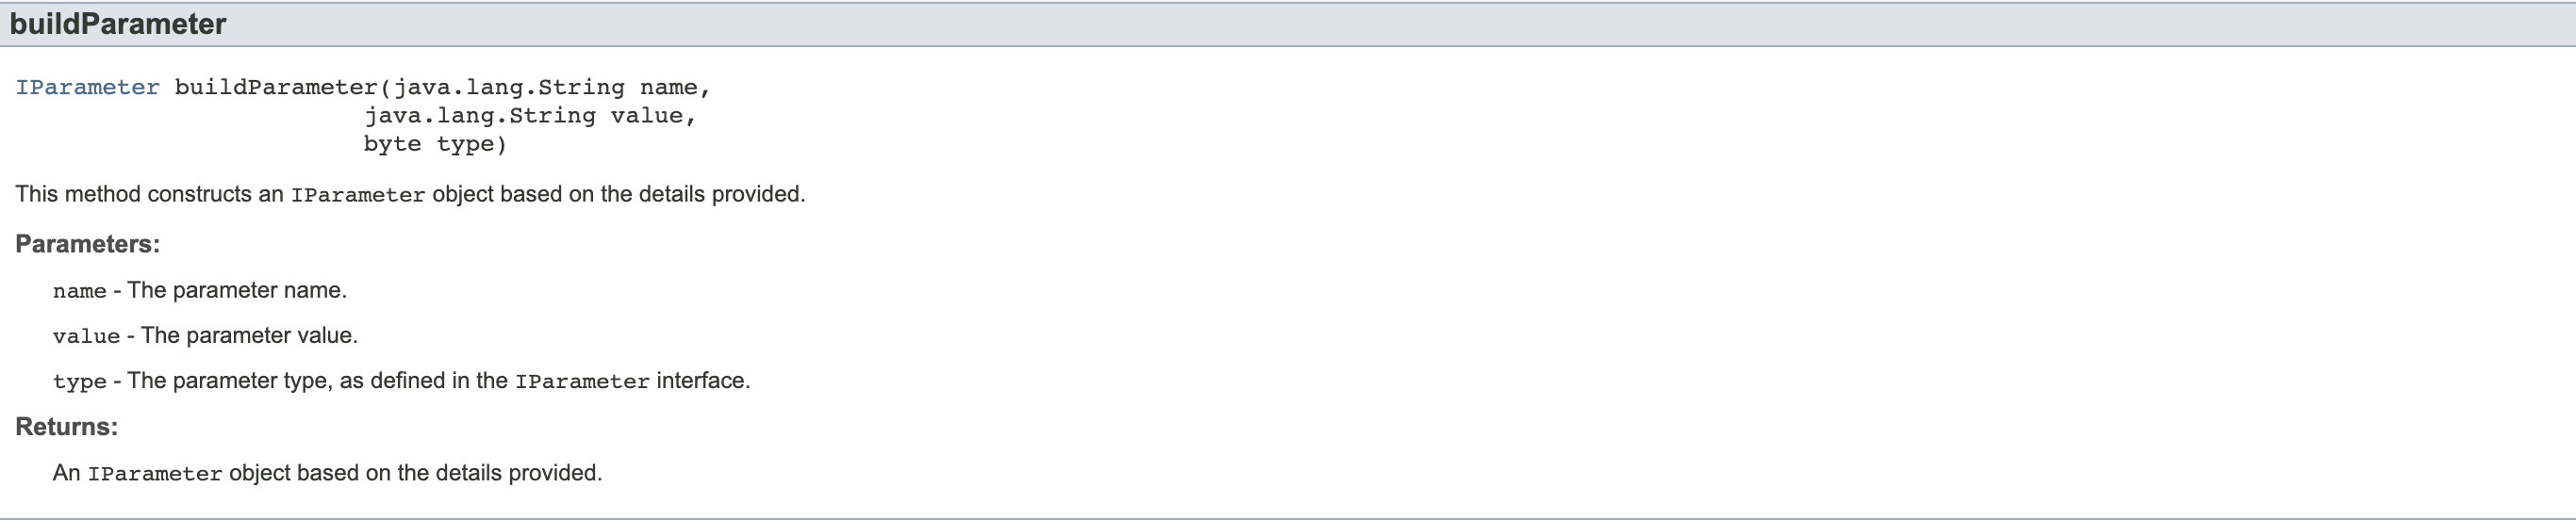 buildParameter
IParameter buildParameter(java.lang.String name,
java.lang.String value,
byte type)
This method constructs an IParameter object based on the details provided.
Parameters:
name - The parameter name.
value - The parameter value.
type - The parameter type, as defined in the IParameter interface.
Returns:
An IParameter object based on the details provided.